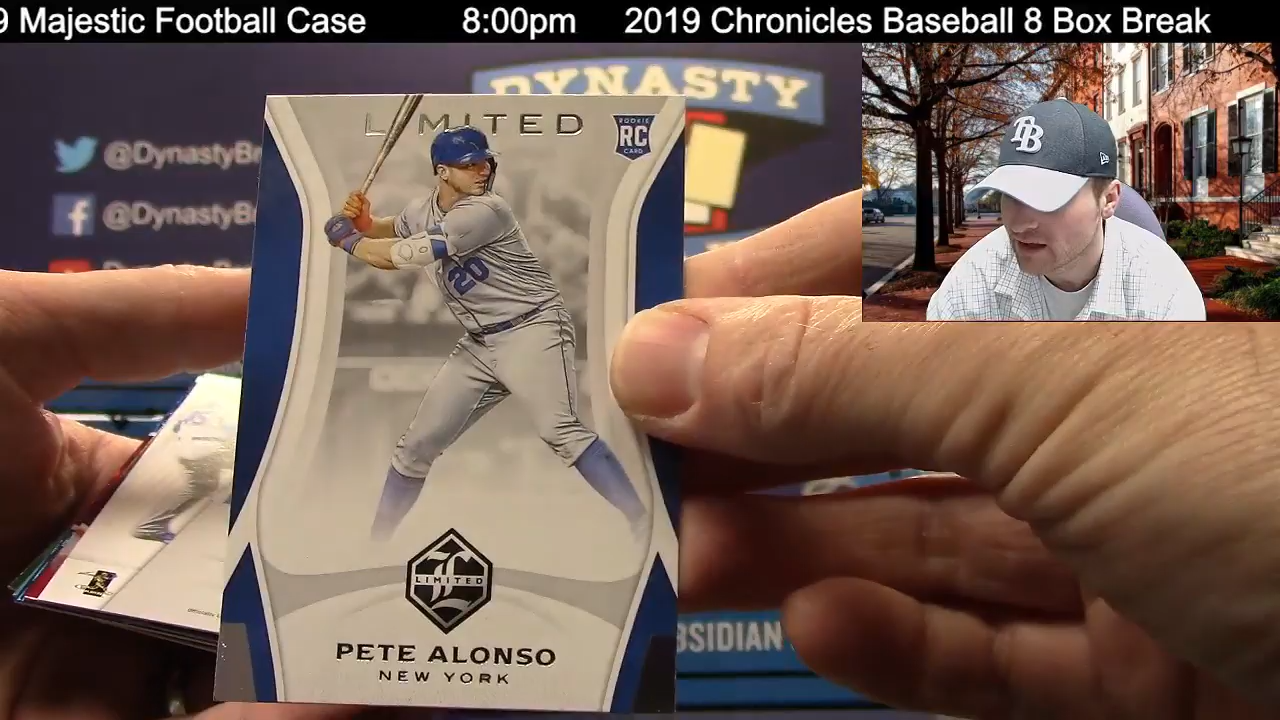 9 Majestic Football Case 8:00pm 2019 Chronicles Baseball 8 Box Break
DYNASTY
@DynastyBr
@DynastyB
LIMITED
ROOKIE
RC
CARD
TB
20
LIMITED
PETE ALONSO
NEW YORK
BSIDIAN